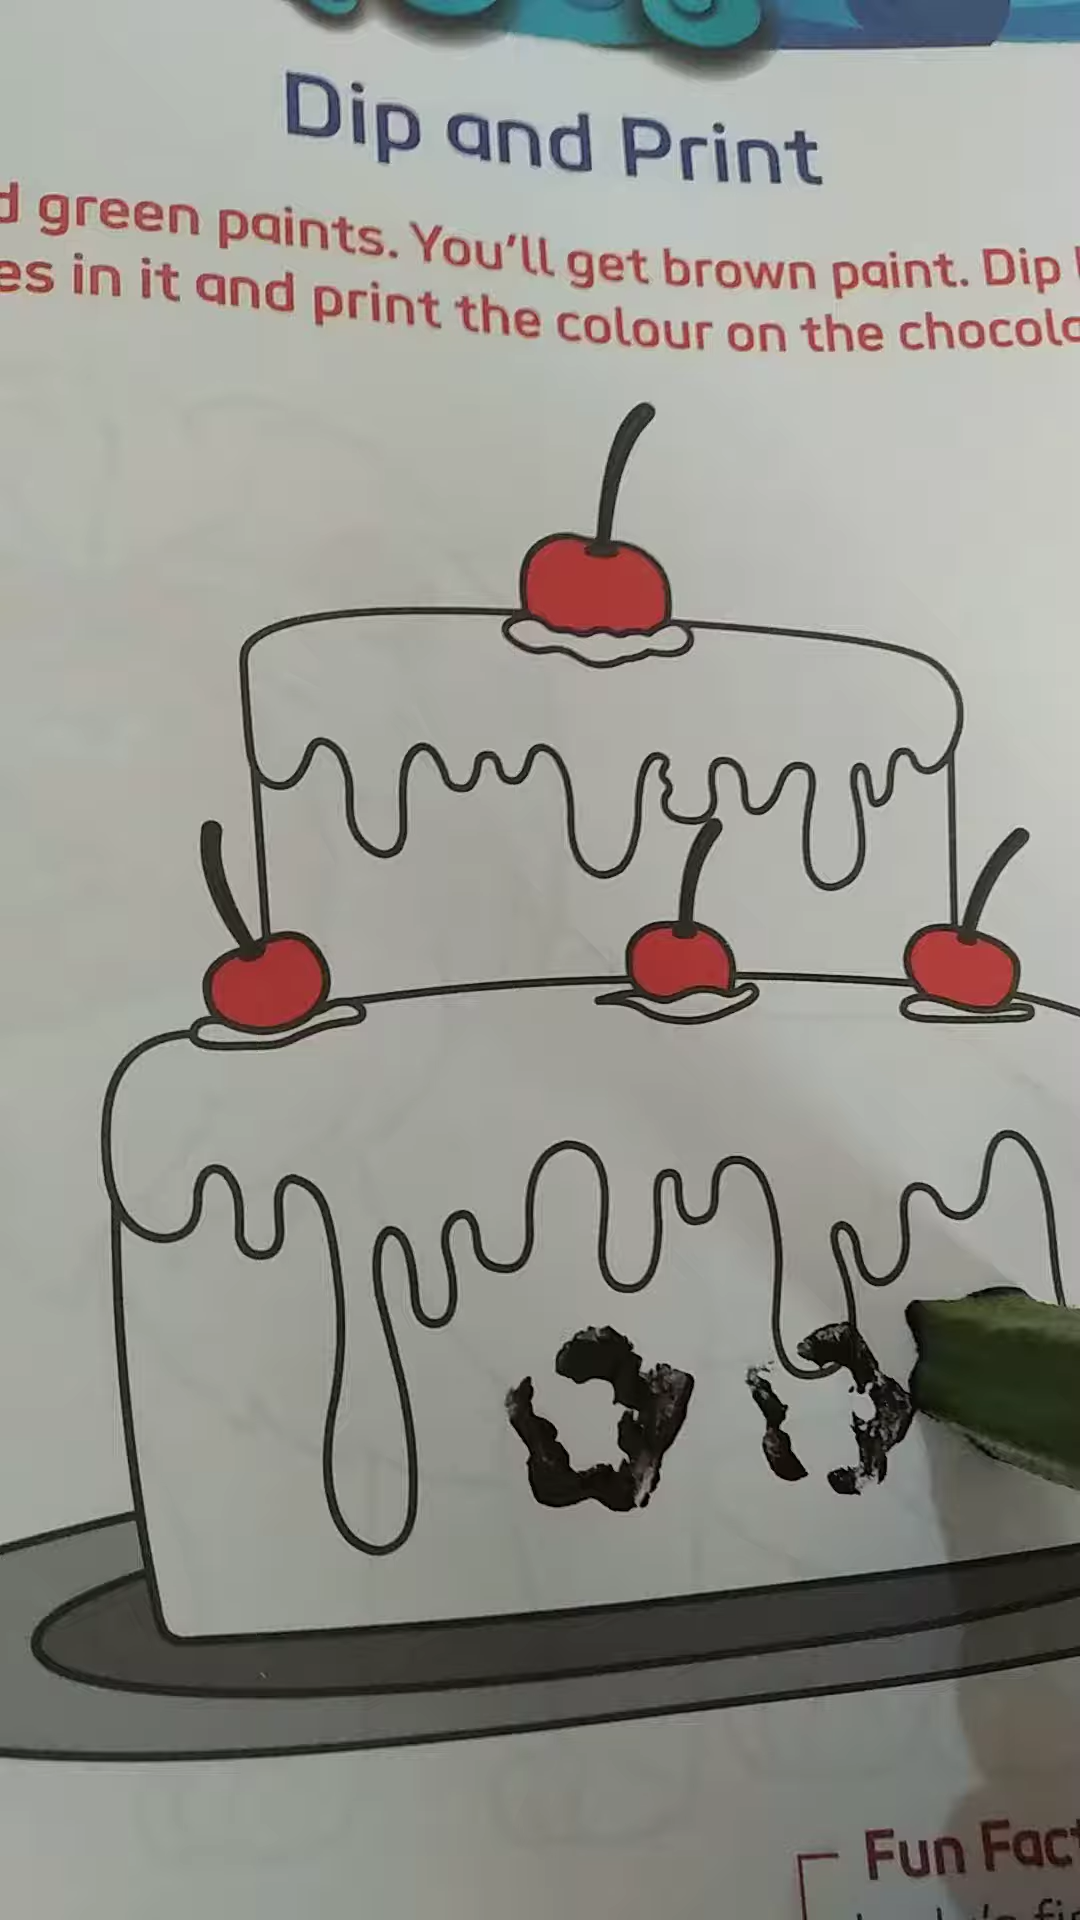 Dip and Print
green paints. You'll get brown paint. Dip
in it and print the colour on the
Fun